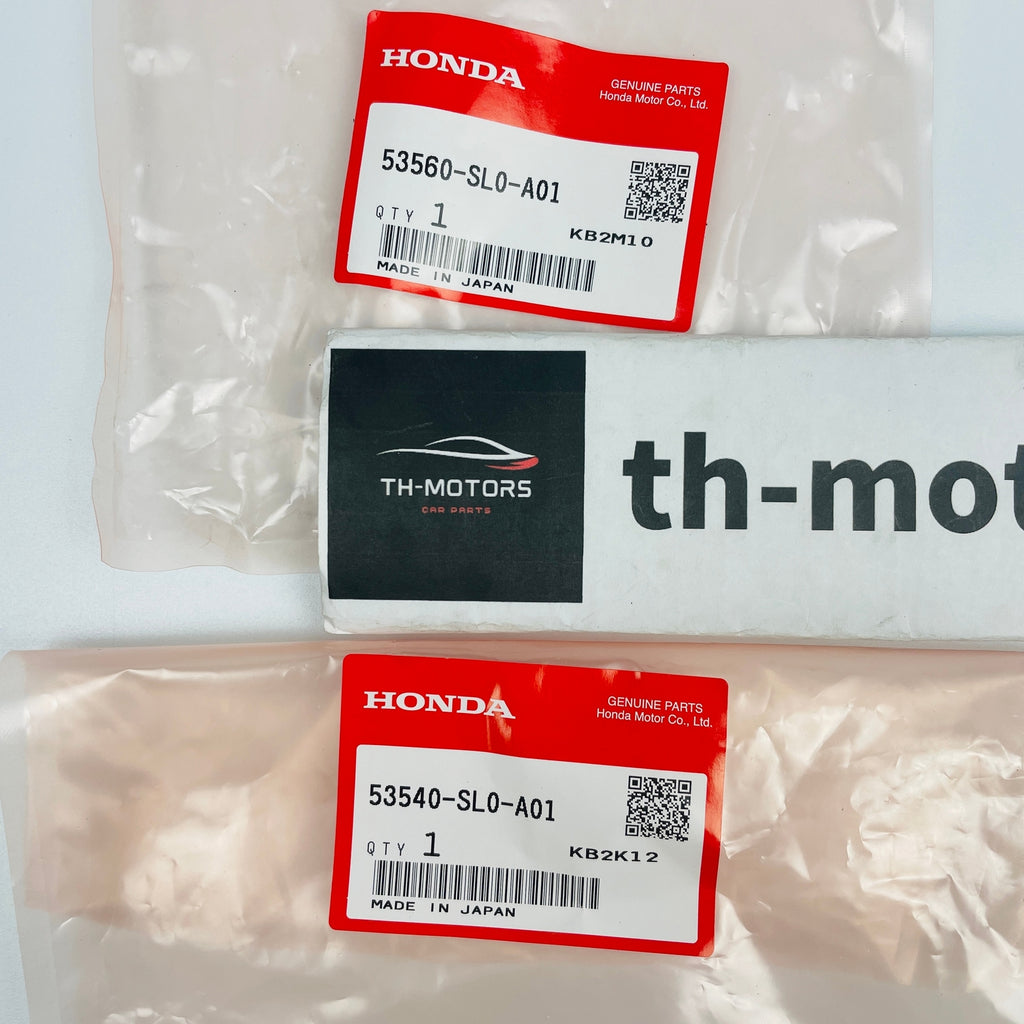 HONDA
GENUINE PARTS
Honda Motor Co., Ltd.
53560-SL0-A01
QTY 1
KB2M10
MADE IN JAPAN
TH-MOTORS
CAR PARTS
th-mot
HONDA
GENUINE PARTS
Honda Motor Co., Ltd.
53540-SL0-A01
QTY 1
KB2K12
MADE IN JAPAN